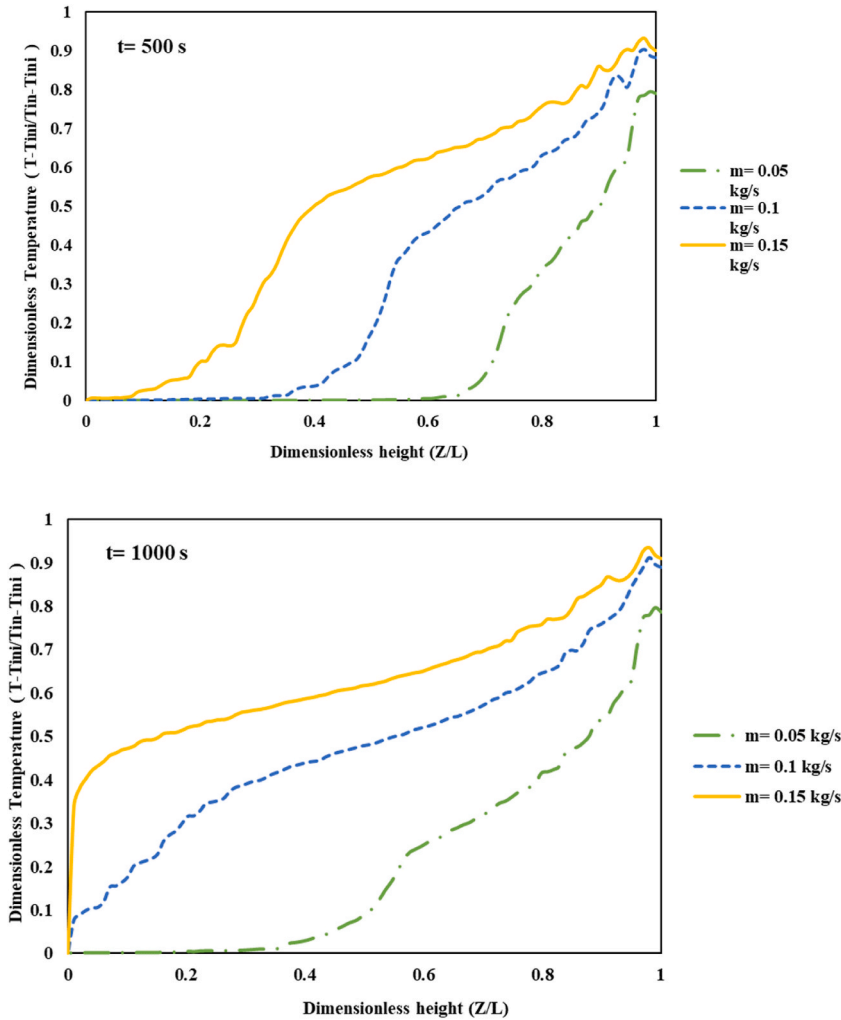 t= 500 s
Dimensionless Temperature ( T-Tini/Tin-Tini )
1
0.9
0.8
0.7
0.6
0.5
0.4
0.3
0.2
0.1
0
0 0.2 0.4 0.6 0.8 1
Dimensionless height (Z/L)
m= 0.05
kg/s
m= 0.1
kg/s
m= 0.15
kg/s
t= 1000 s
Dimensionless Temperature ( T-Tini/Tin-Tini )
1
0.9
0.8
0.7
0.6
0.5
0.4
0.3
0.2
0.1
0
0 0.2 0.4 0.6 0.8 1
Dimensionless height (Z/L)
m= 0.05 kg/s
m= 0.1 kg/s
m= 0.15 kg/s